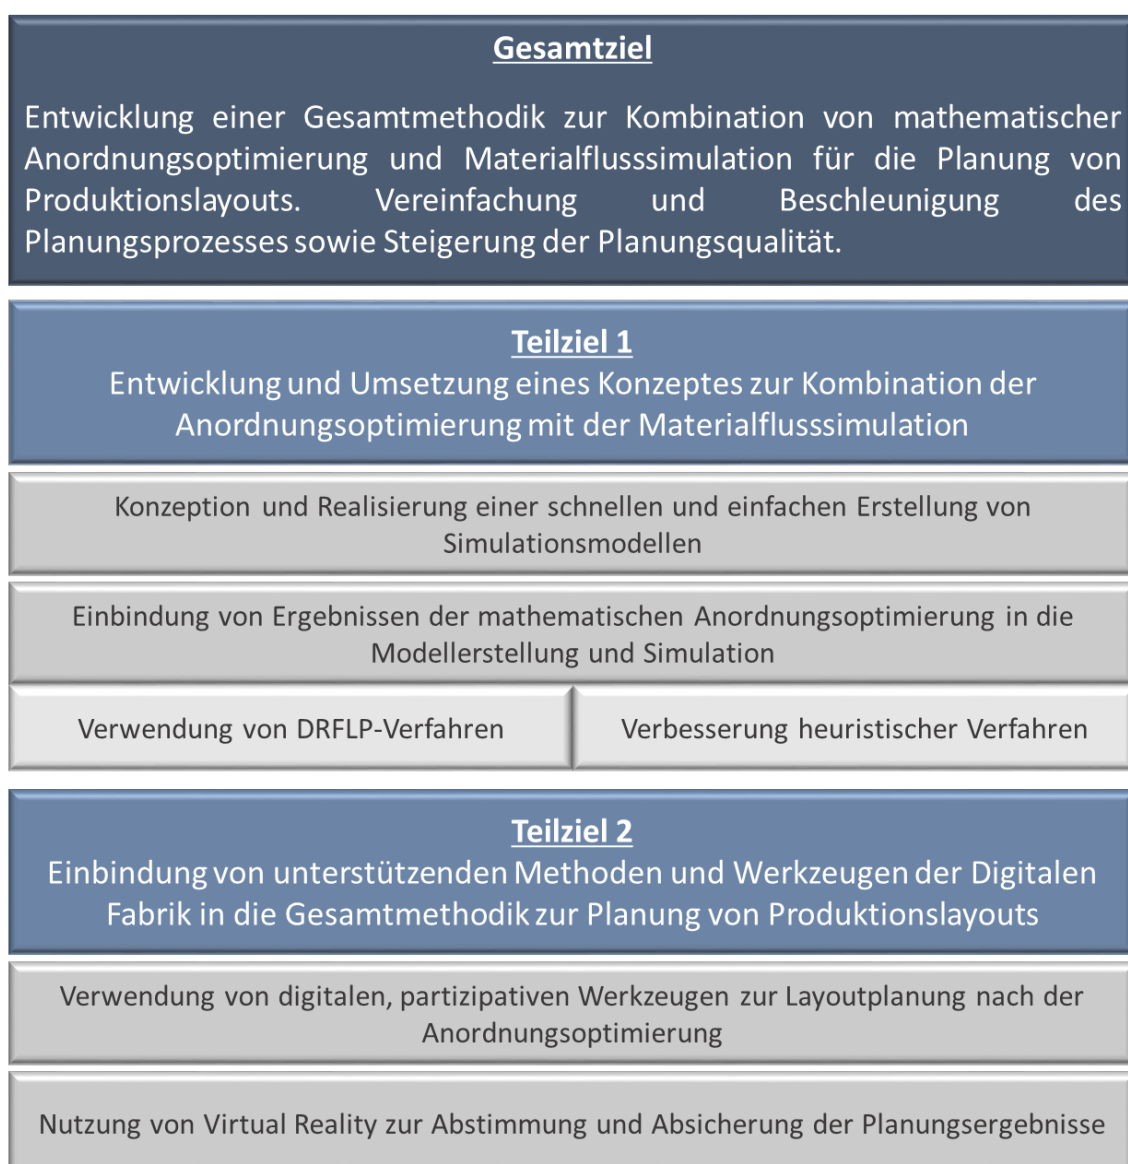 Gesamtziel
Entwicklung einer Gesamtmethodik zur Kombination von mathematischer
Anordnungsoptimierung und Materialflusssimulation für die Planung von
Produktionslayouts. Vereinfachung und Beschleunigung des
Planungsprozesses sowie Steigerung der Planungsqualität.
Teilziel 1
Entwicklung und Umsetzung eines Konzeptes zur Kombination der
Anordnungsoptimierung mit der Materialflusssimulation
Konzeption und Realisierung einer schnellen und einfachen Erstellung von
Simulationsmodellen
Einbindung von Ergebnissen der mathematischen Anordnungsoptimierung in die
Modellerstellung und Simulation
Verwendung von DRFLP-Verfahren
Verbesserung heuristischer Verfahren
Teilziel 2
Einbindung von unterstützenden Methoden und Werkzeugen der Digitalen
Fabrik in die Gesamtmethodik zur Planung von Produktionslayouts
Verwendung von digitalen, partizipativen Werkzeugen zur Layoutplanung nach der
Anordnungsoptimierung
Nutzung von Virtual Reality zur Abstimmung und Absicherung der Planungsergebnisse